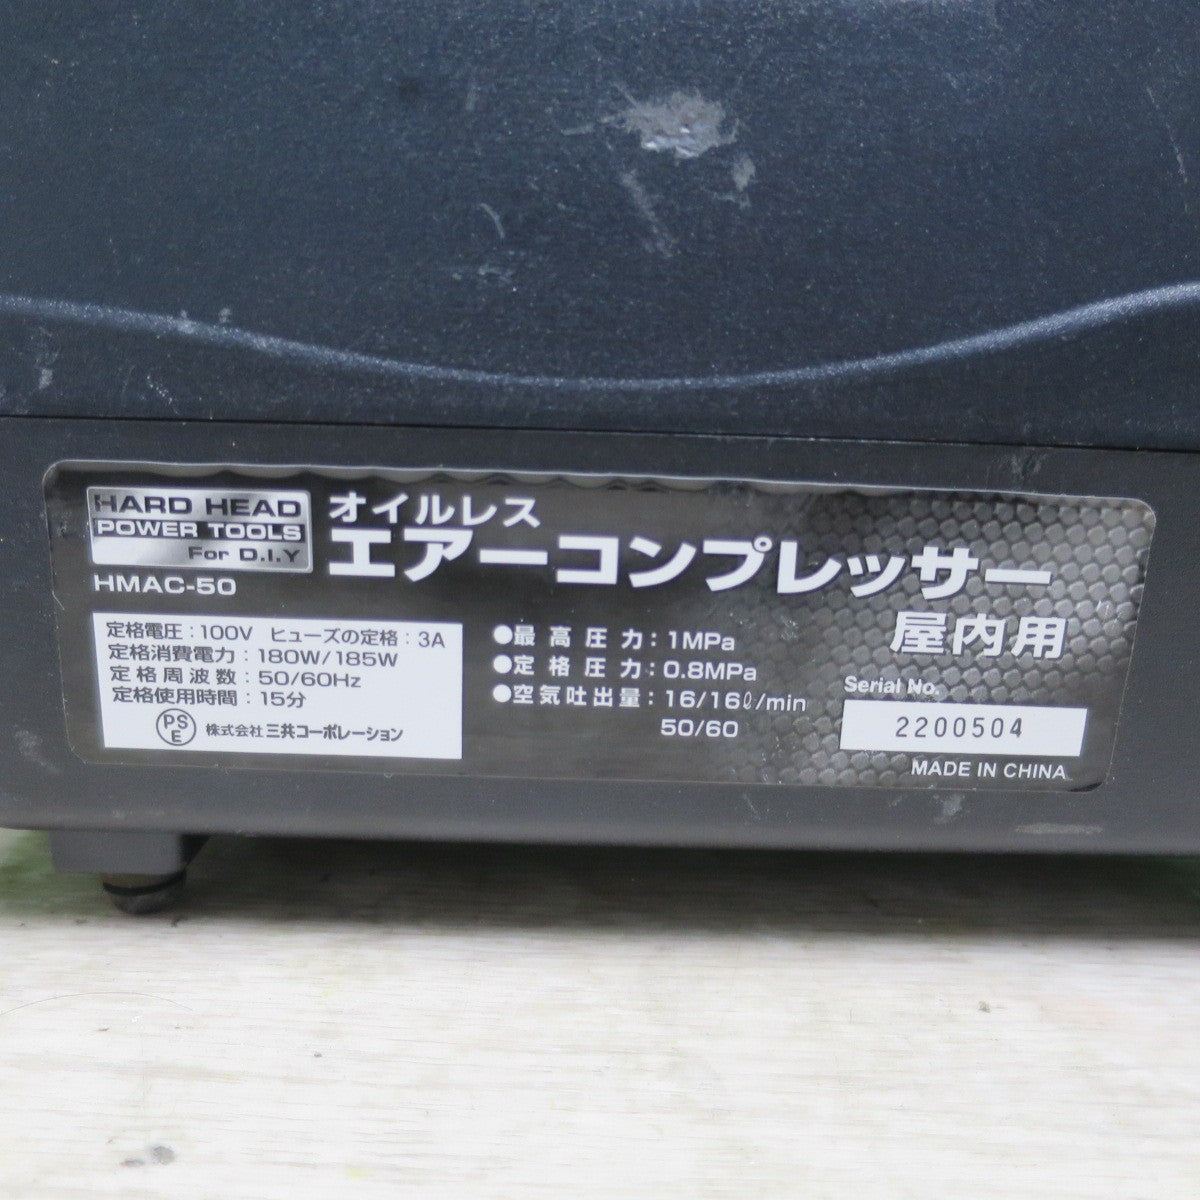 HARD HEAD
POWER TOOLS
For D.I.Y
HMAC-50
オイルレス
エアーコンプレッサー
屋内用
定格電圧：100V ヒューズの定格：3A
定格消費電力：180W/185W
定格周波数：50/60Hz
定格使用時間：15分
PSE 株式会社 三共コーポレーション
●最高圧力：1MPa
●定格圧力：0.8MPa
●空気吐出量：16/16ℓ/min
50/60
Serial No.
2200504
MADE IN CHINA